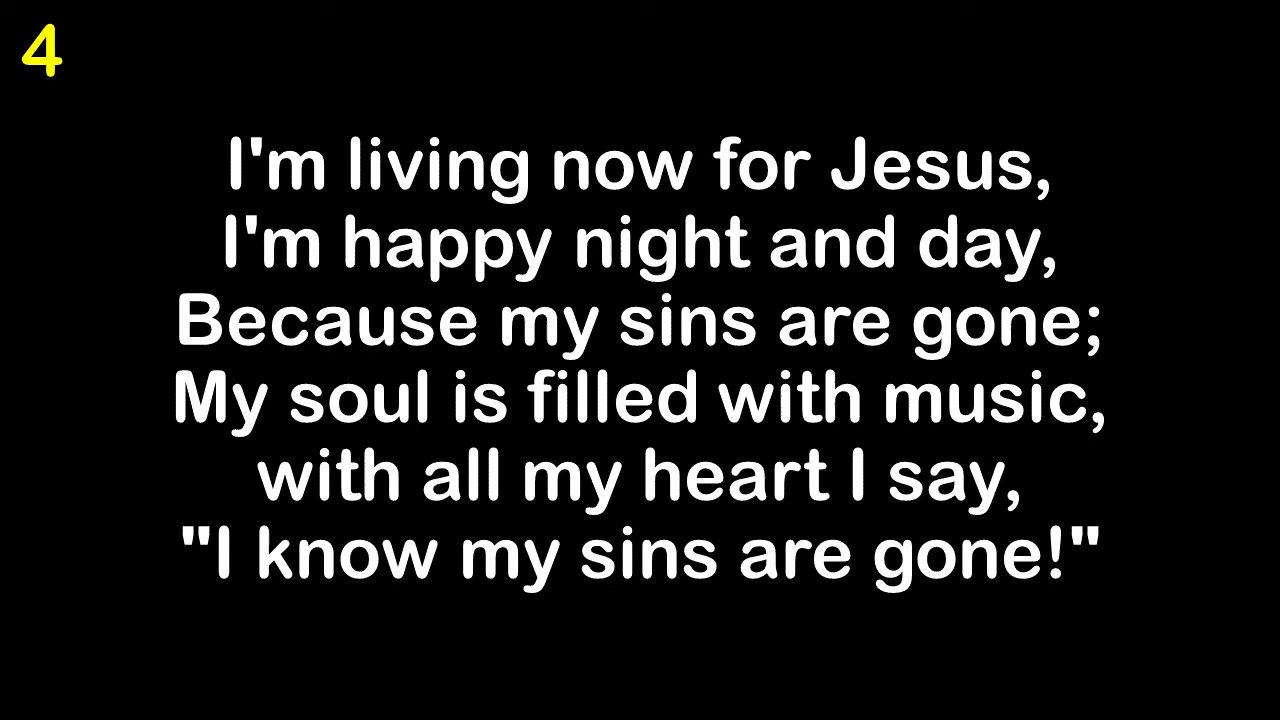 4
I'm living now for Jesus,
I'm happy night and day,
Because my sins are gone;
My soul is filled with music,
with all my heart I say,
"I know my sins are gone!"